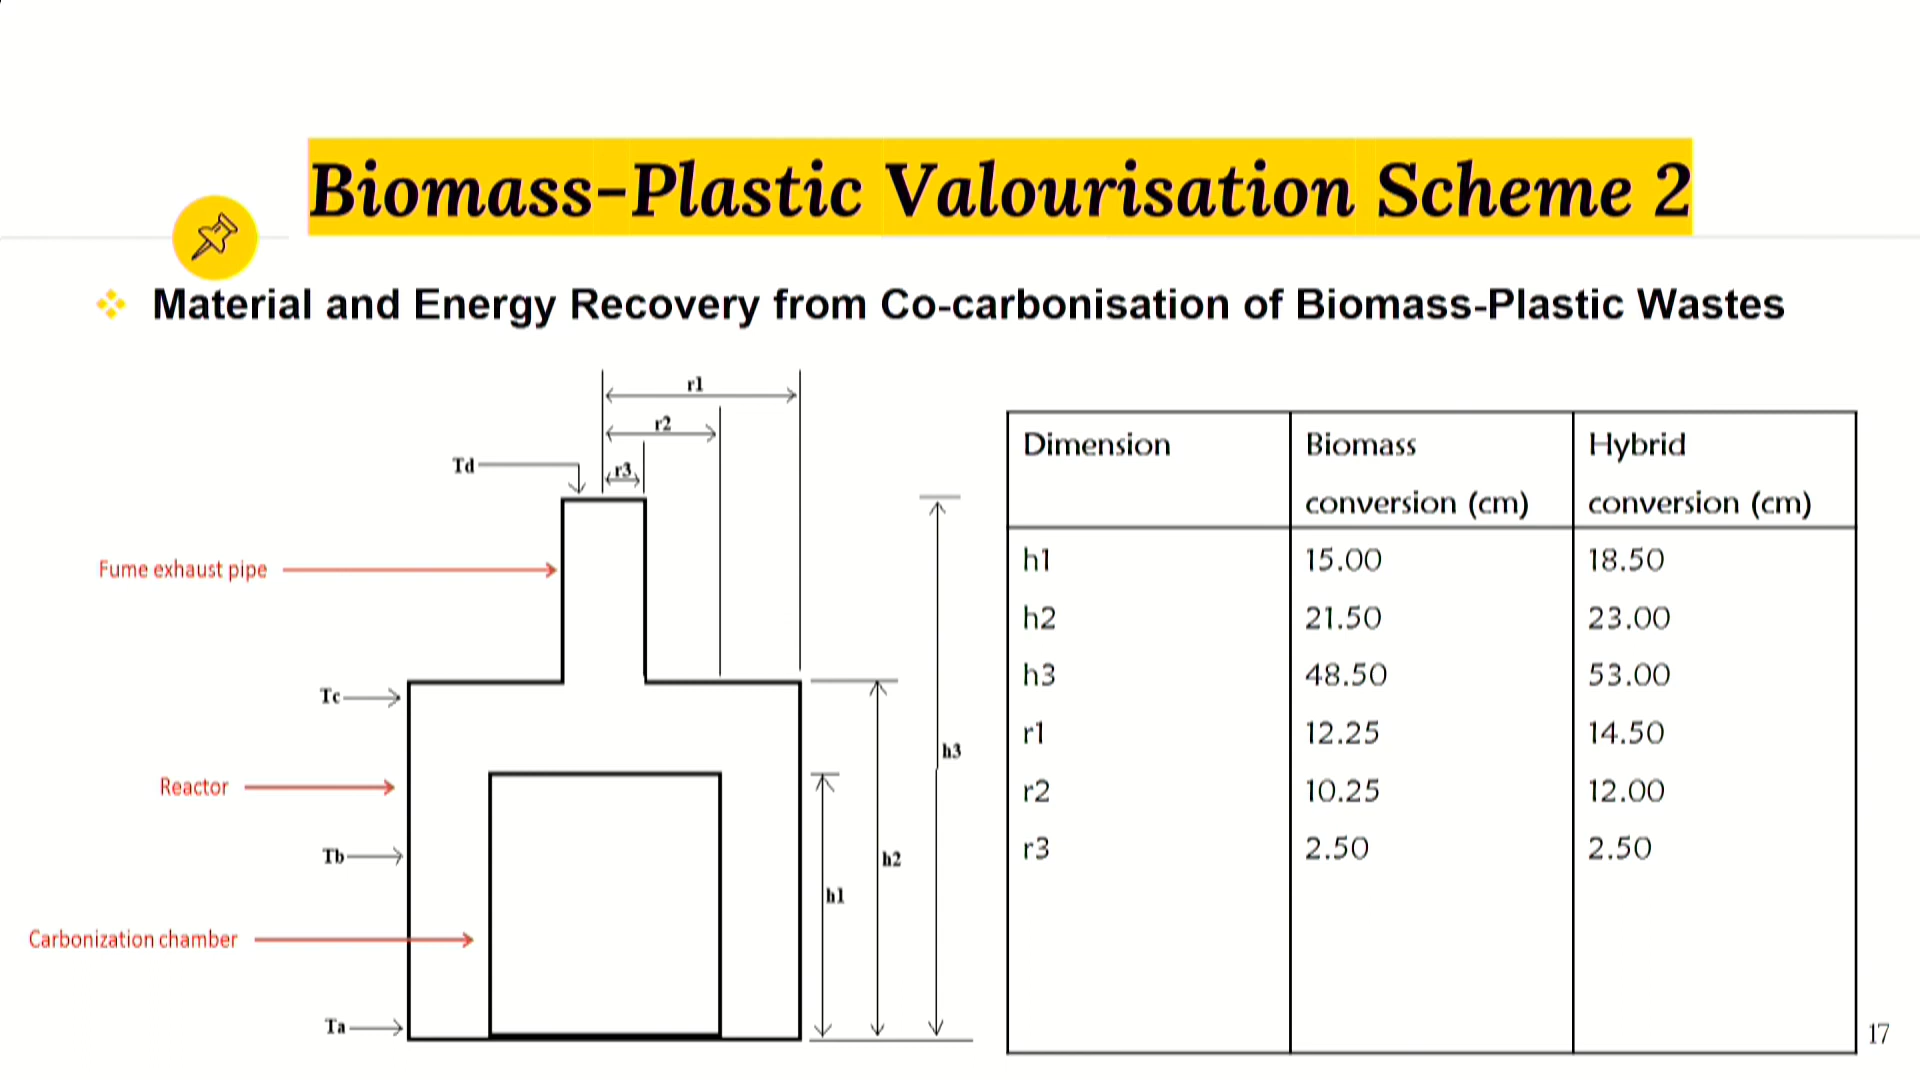 Biomass-Plastic Valourisation Scheme 2
Material and Energy Recovery from Co-carbonisation of Biomass-Plastic Wastes
r1
r2
r3
Td
Fume exhaust pipe
Tc
h3
Reactor
Tb
h2
h1
Carbonization chamber
Ta
Dimension Biomass conversion (cm) Hybrid conversion (cm)
h1 15.00 18.50
h2 21.50 23.00
h3 48.50 53.00
r1 12.25 14.50
r2 10.25 12.00
r3 2.50 2.50
17